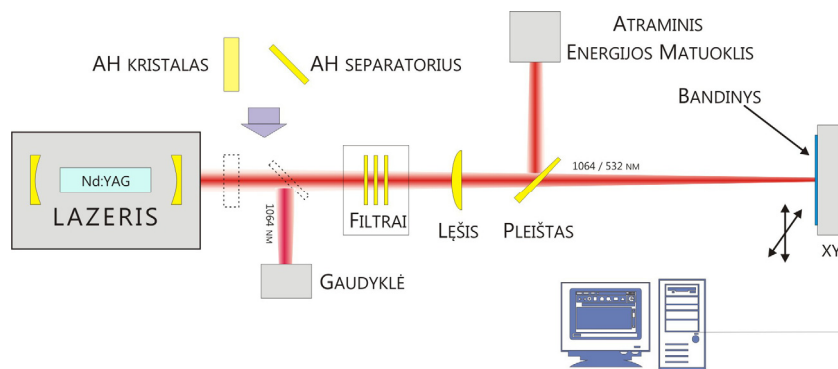 Atraminis
Energijos Matuoklis
AH kristalas
AH separatorius
Bandinys
1064 / 532 nm
Nd:YAG
Lazeris
1064 nm
Filtrai
Lęšis
Pleištas
Gaudyklė
XY